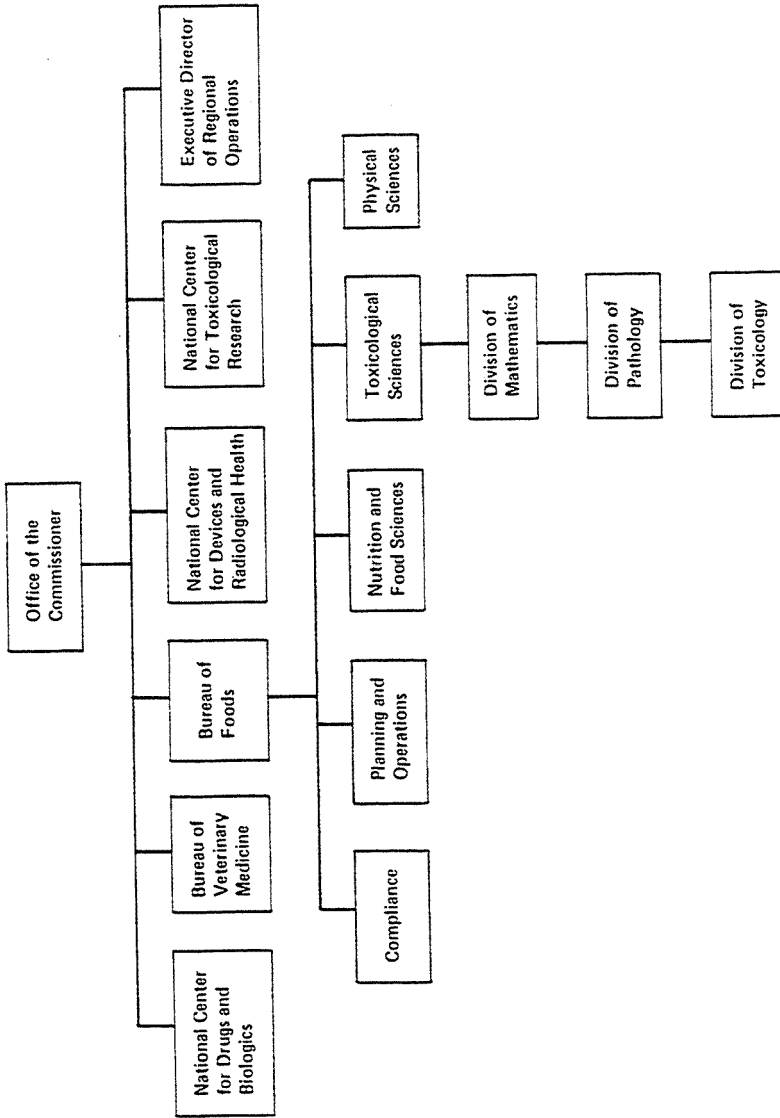 Office of the
Commissioner
National Center
for Drugs and
Biologics
Bureau of
Veterinary
Medicine
Bureau of
Foods
National Center
for Devices and
Radiological Health
National Center
for Toxicological
Research
Executive Director
of Regional
Operations
Compliance
Planning and
Operations
Nutrition and
Food Sciences
Toxicological
Sciences
Physical
Sciences
Division of
Mathematics
Division of
Pathology
Division of
Toxicology